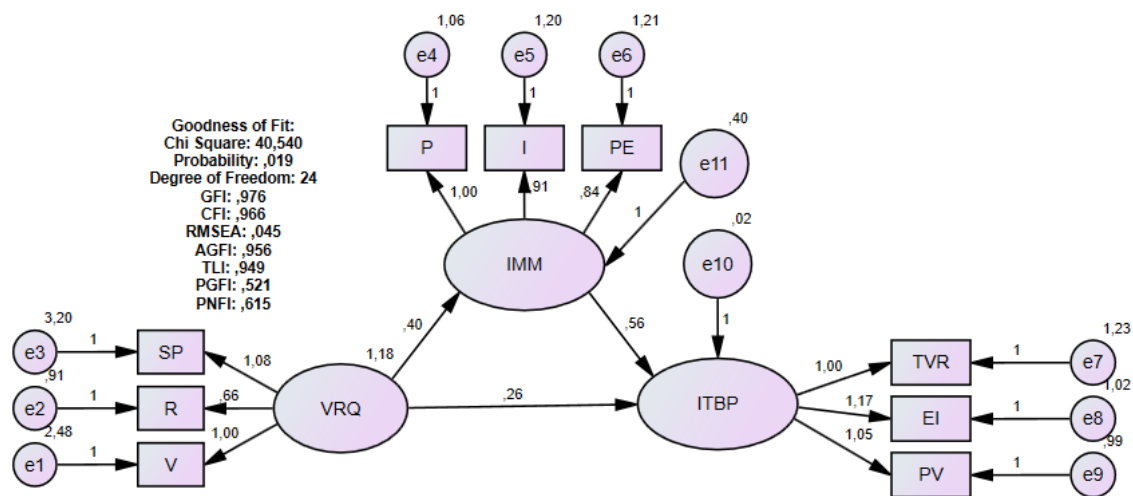 1,06
1,20
1,21
e4
e5
e6
1
1
1
Goodness of Fit:
Chi Square: 40,540
Probability: ,019
Degree of Freedom: 24
GFI: ,976
CFI: ,966
RMSEA: ,045
AGFI: ,956
TLI: ,949
PGFI: ,521
PNFI: ,615
P
I
PE
,40
e11
1,00
,91
,84
1
,02
IMM
e10
3,20
e3
1
SP
1,08
,40
1,18
,56
1
,91
e2
1
R
,66
VRQ
,26
ITBP
1,00
TVR
1
1,23
e7
1,17
EI
1
1,02
e8
2,48
e1
1
V
1,00
1,05
PV
1
,99
e9